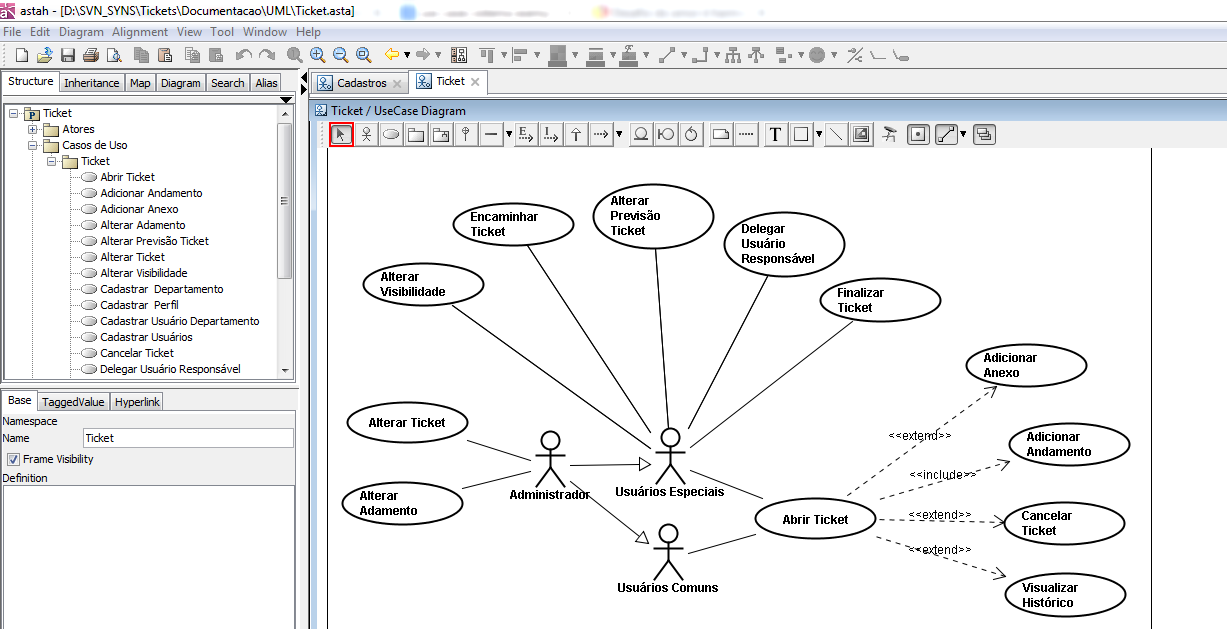 astah - [D:\SVN_SYNS\Tickets\Documentacao\UML\Ticket.asta]
File Edit Diagram Alignment View Tool Window Help
Structure Inheritance Map Diagram Search Alias
Cadastros Ticket
Ticket / UseCase Diagram
T
Ticket
Atores
Casos de Uso
Ticket
Abrir Ticket
Adicionar Andamento
Adicionar Anexo
Alterar Adamento
Alterar Previsão Ticket
Alterar Ticket
Alterar Visibilidade
Cadastrar Departamento
Cadastrar Perfil
Cadastrar Usuário Departamento
Cadastrar Usuários
Cancelar Ticket
Delegar Usuário Responsável
Base TaggedValue Hyperlink
Namespace
Name Ticket
Frame Visibility
Definition
Alterar
Previsão
Ticket
Encaminhar
Ticket
Delegar
Usuário
Responsável
Alterar
Visibilidade
Finalizar
Ticket
Adicionar
Anexo
Alterar Ticket
<<extend>>
Adicionar
Andamento
<<include>>
Administrador
Usuários Especiais
Alterar
Adamento
Abrir Ticket
<<extend>>
Cancelar
Ticket
<<extend>>
Usuários Comuns
Visualizar
Histórico